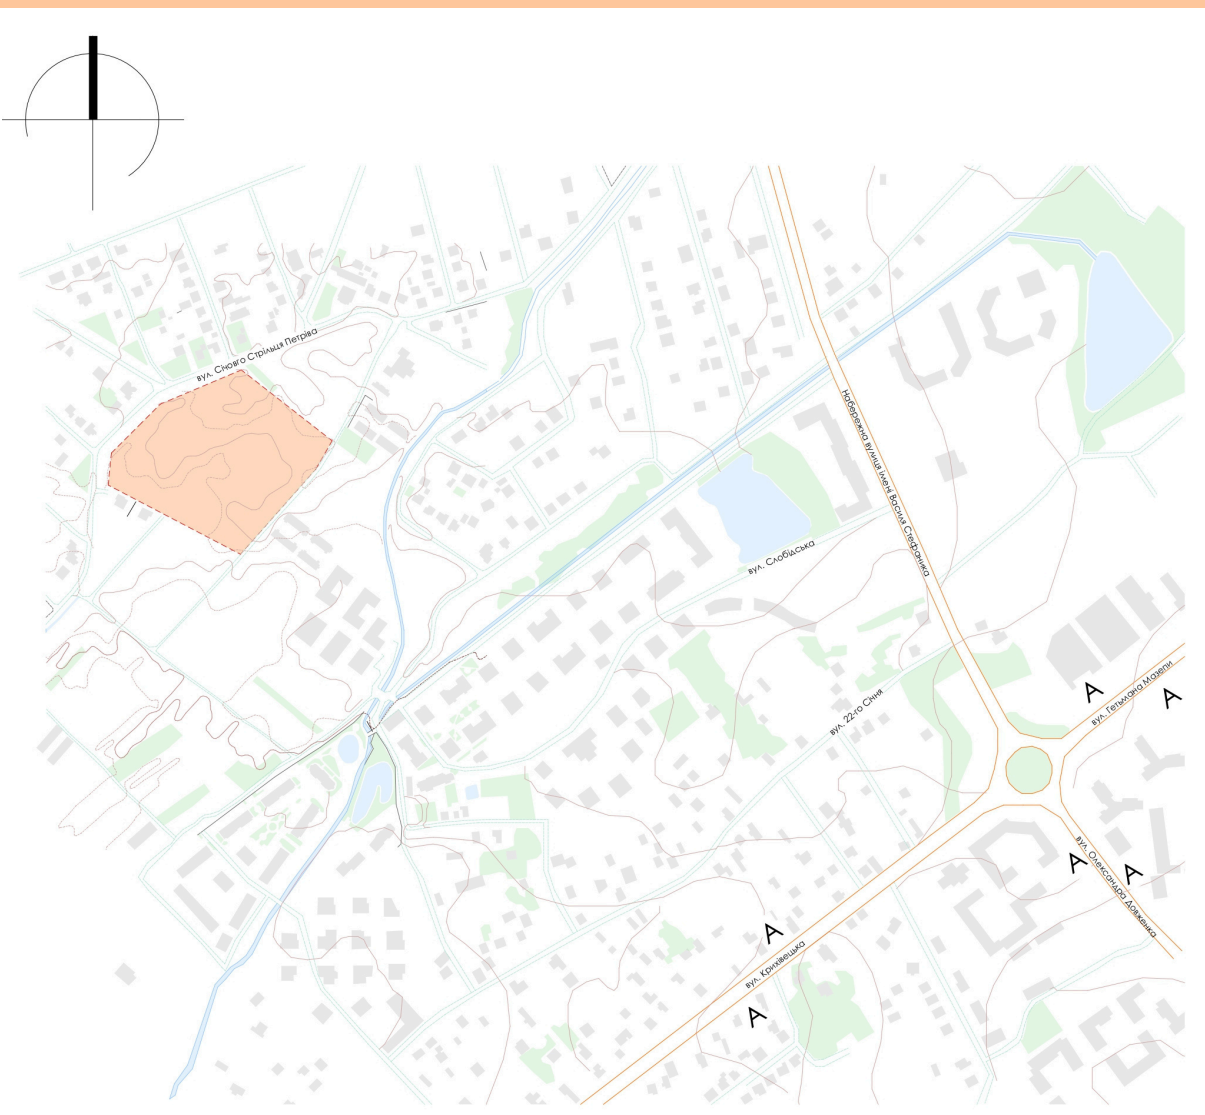 вул. Січового Стрільця Петріва
Набережна вулиця імені Василя Стефаника
вул. Слобідська
вул. Гетьмана Мазепи
А
А
вул. 22-го Січня
вул. Олександра Довженка
А
А
А
вул. Крихівецька
А